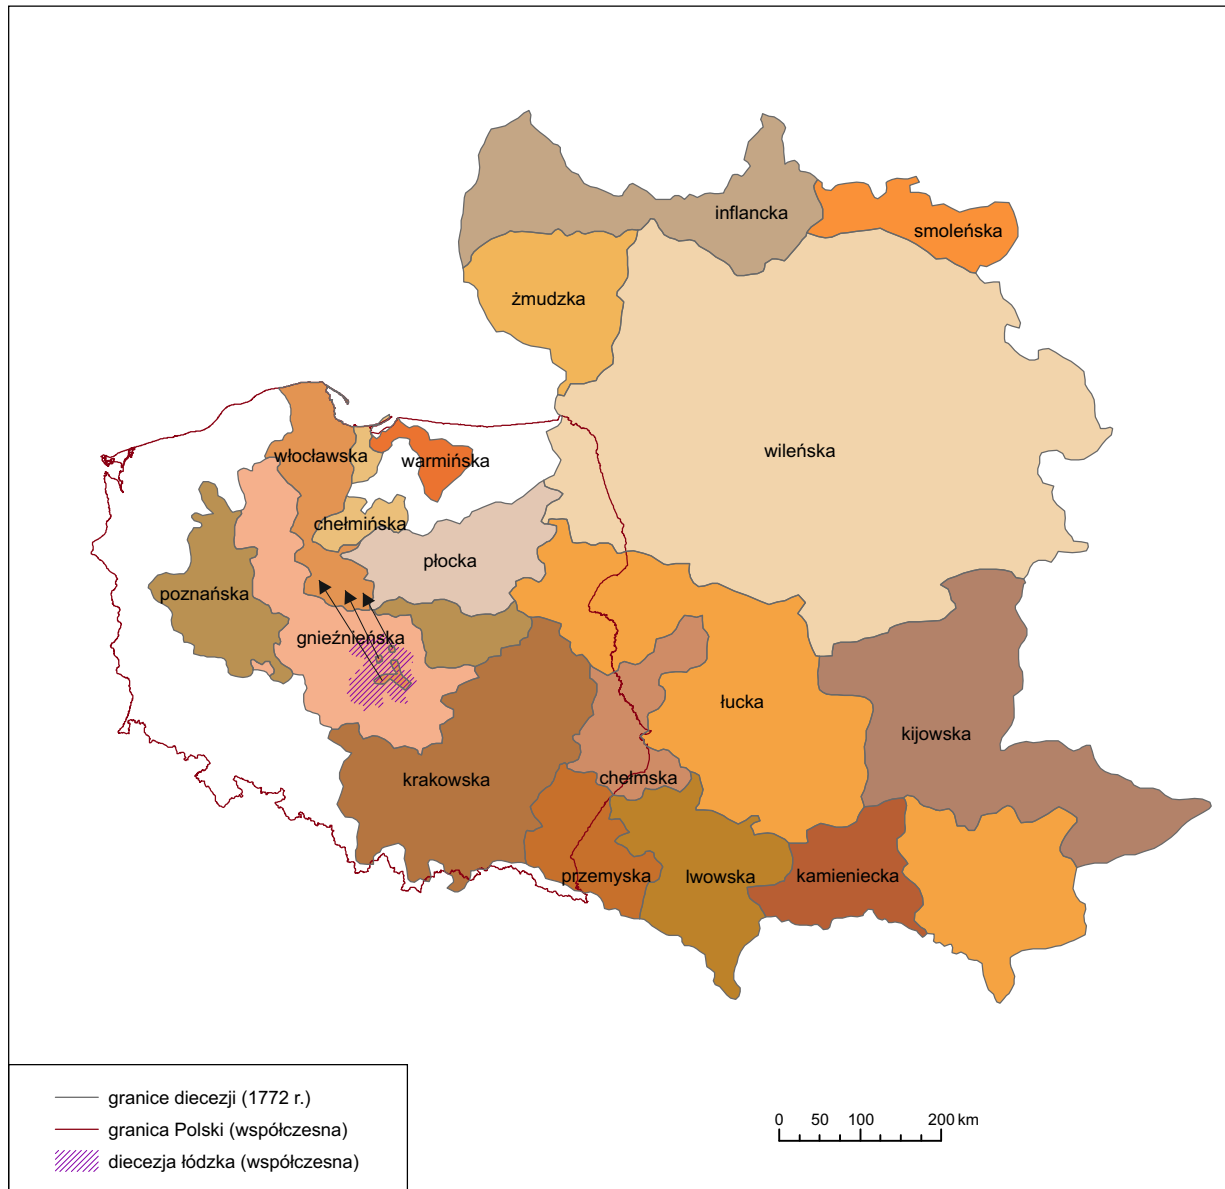 inflancka
smoleńska
żmudzka
wileńska
włocławska
warmińska
chełmińska
płocka
poznańska
gnieźnieńska
łucka
kijowska
krakowska
chełmska
przemyska
lwowska
kamieniecka
granice diecezji (1772 r.)
granica Polski (współczesna)
diecezja łódzka (współczesna)
0 50 100 200 km